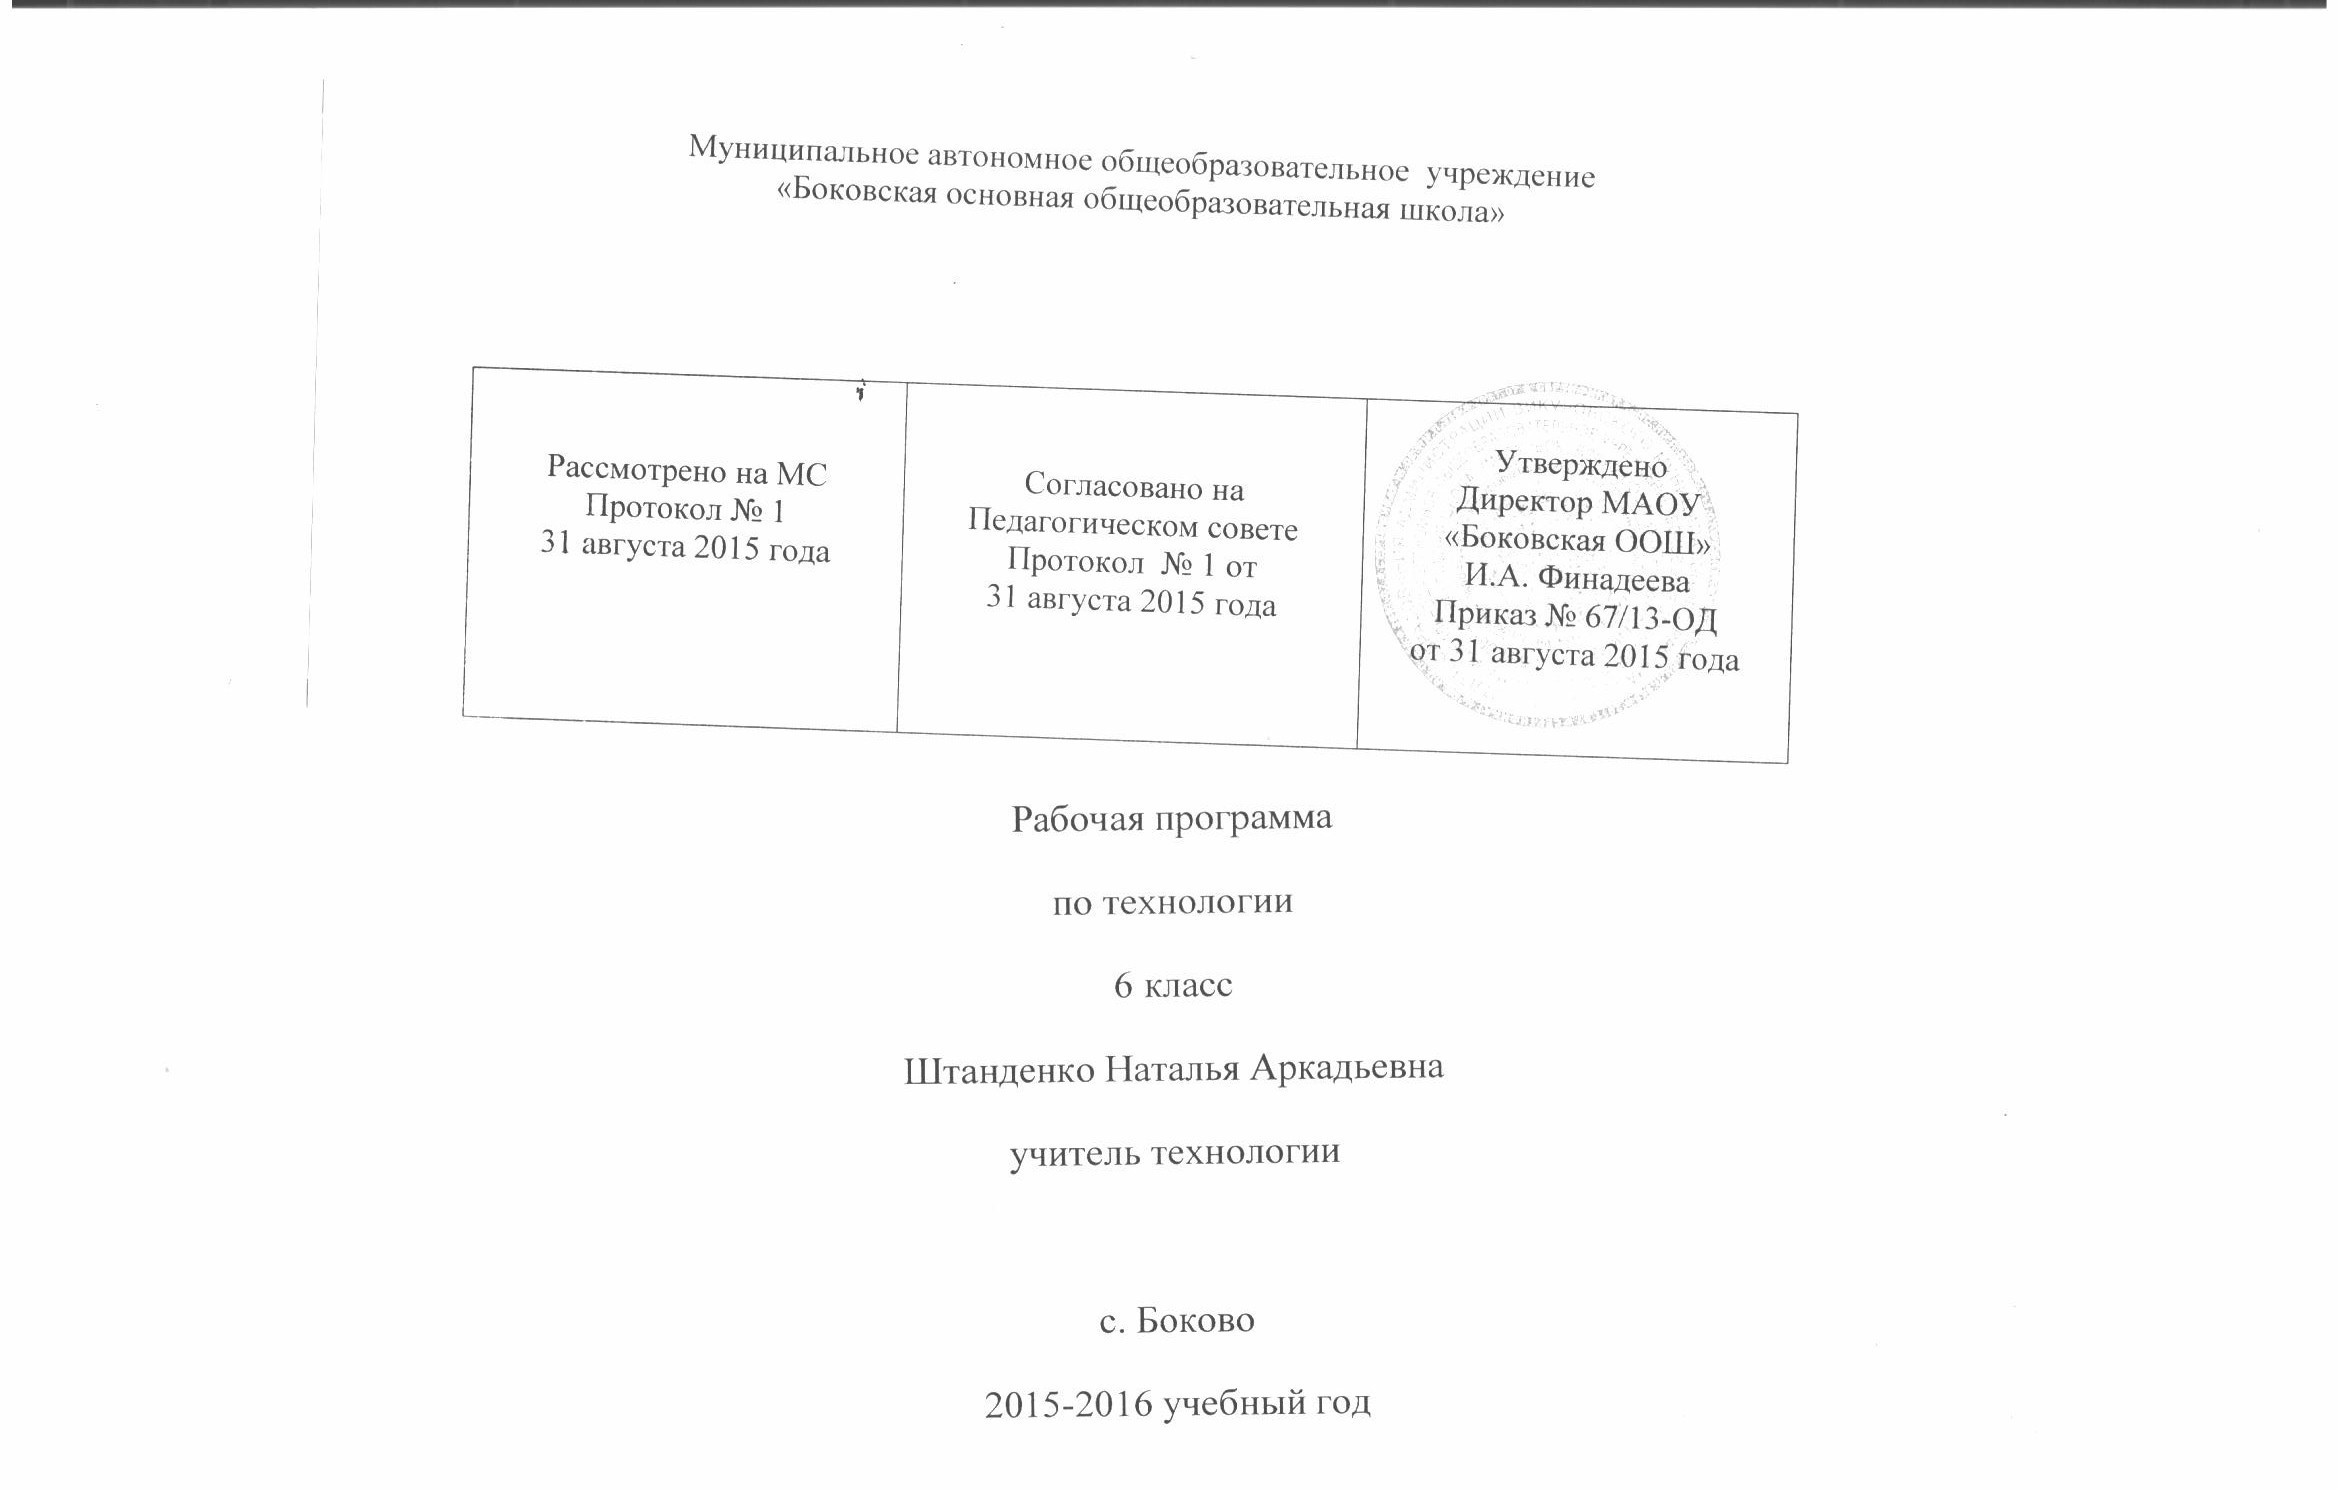 Муниципальное автономное общеобразовательное учреждение
«Боковская основная общеобразовательная школа»
Рассмотрено на МС
Протокол № 1
31 августа 2015 года
Согласовано на
Педагогическом совете
Протокол № 1 от
31 августа 2015 года
Утверждено
Директор МАОУ
«Боковская ООШ»
И.А. Финадеева
Приказ № 67/13-ОД
от 31 августа 2015 года
Рабочая программа
по технологии
6 класс
Штанденко Наталья Аркадьевна
учитель технологии
с. Боково
2015-2016 учебный год